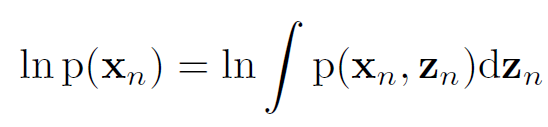 ln p(𝐱ₙ) = ln ∫ p(𝐱ₙ, 𝐳ₙ)d𝐳ₙ